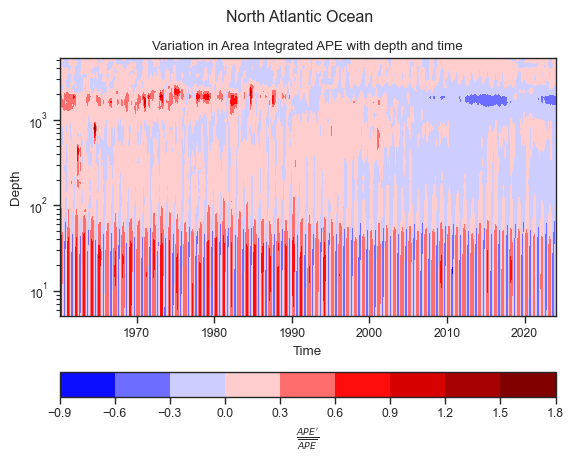 North Atlantic Ocean
Variation in Area Integrated APE with depth and time
Depth
10³
10²
10¹
1970 1980 1990 2000 2010 2020
Time
−0.9 −0.6 −0.3 0.0 0.3 0.6 0.9 1.2 1.5 1.8
APE′
APE